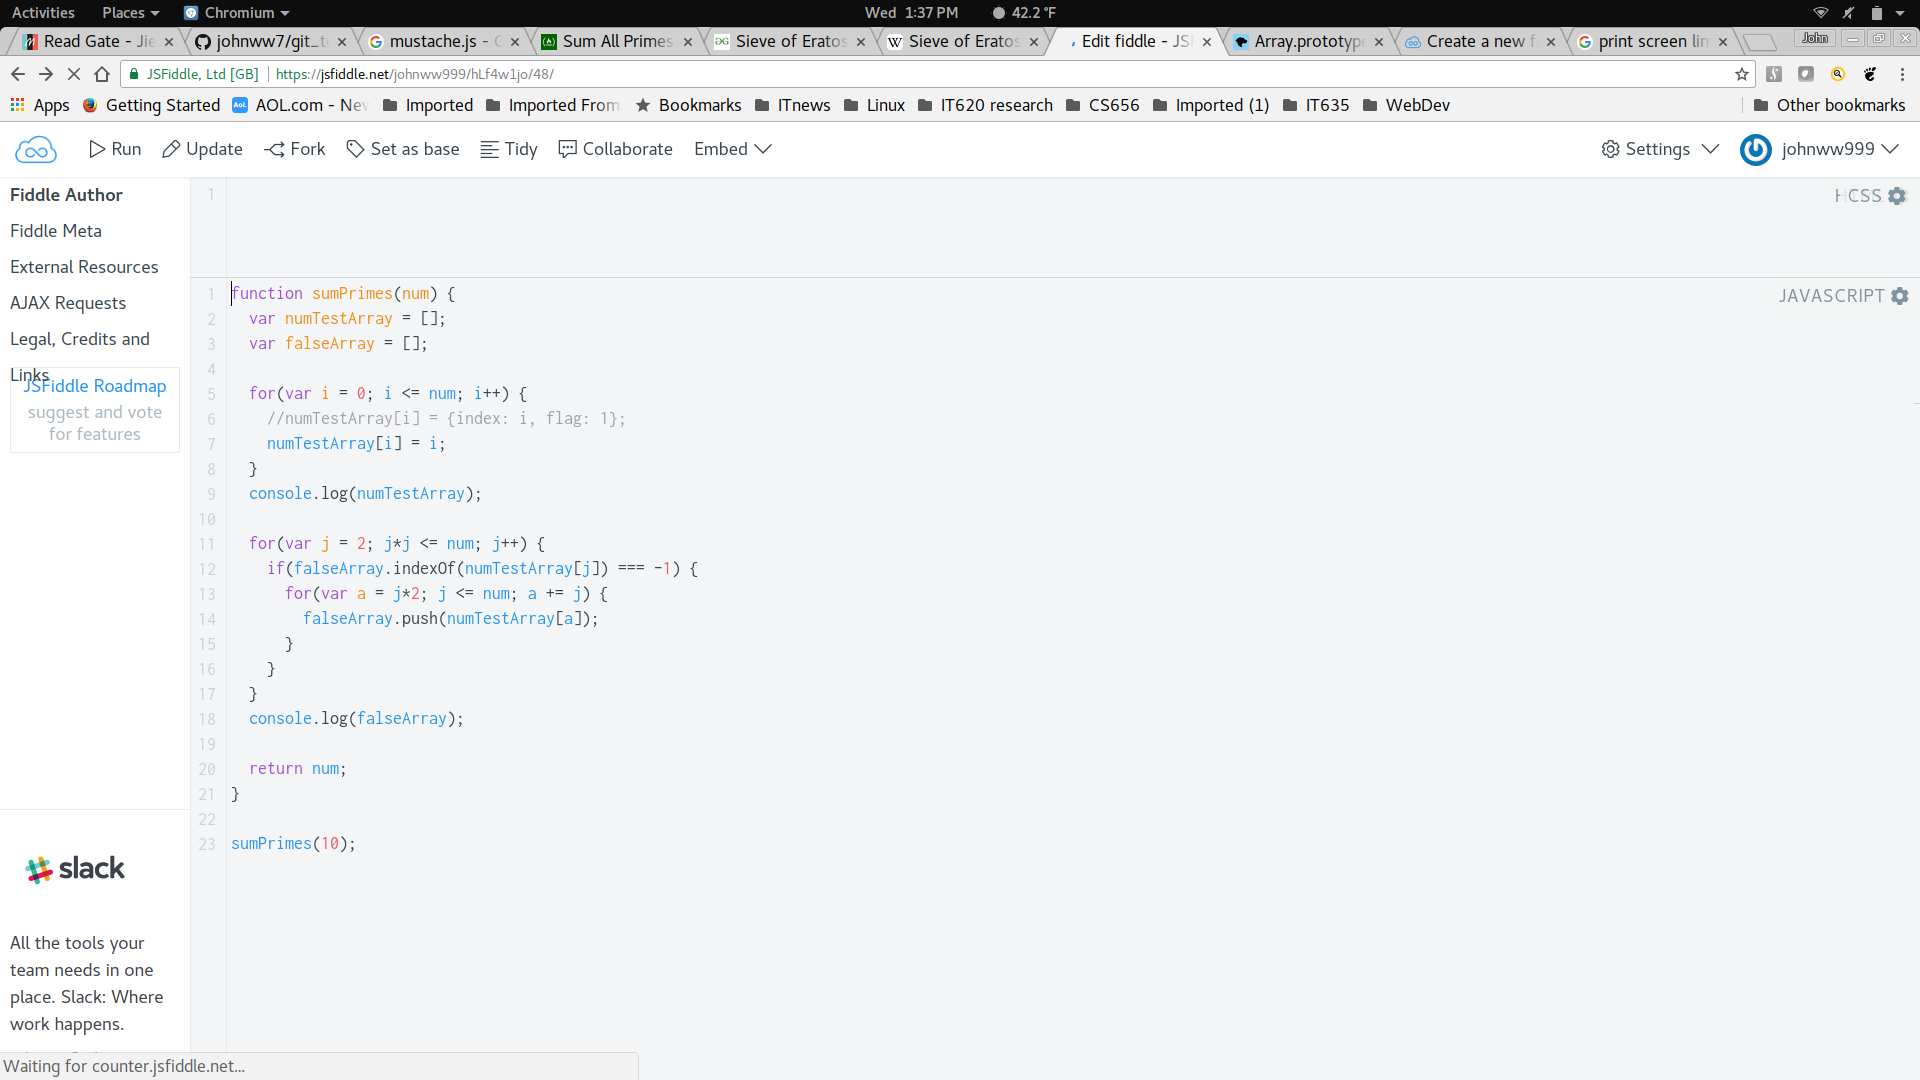 Activities Places Chromium Wed 1:37 PM 42.2 °F
Read Gate - Jie johnww7/git_te mustache.js - G Sum All Primes Sieve of Eratos Sieve of Eratos Edit fiddle - JSF Array.prototype Create a new f print screen lin John
JSFiddle, Ltd [GB] https://jsfiddle.net/johnww999/hLf4w1jo/48/
Apps Getting Started AOL.com - New Imported Imported From Bookmarks ITnews Linux IT620 research CS656 Imported (1) IT635 WebDev Other bookmarks
Run Update Fork Set as base Tidy Collaborate Embed Settings johnww999
Fiddle Author
Fiddle Meta
External Resources
AJAX Requests
Legal, Credits and
Links
JSFiddle Roadmap
suggest and vote
for features
slack
All the tools your
team needs in one
place. Slack: Where
work happens.
1
CSS
JAVASCRIPT
1 function sumPrimes(num) {
2 var numTestArray = [];
3 var falseArray = [];
4
5 for(var i = 0; i <= num; i++) {
6 //numTestArray[i] = {index: i, flag: 1};
7 numTestArray[i] = i;
8 }
9 console.log(numTestArray);
10
11 for(var j = 2; j*j <= num; j++) {
12 if(falseArray.indexOf(numTestArray[j]) === -1) {
13 for(var a = j*2; j <= num; a += j) {
14 falseArray.push(numTestArray[a]);
15 }
16 }
17 }
18 console.log(falseArray);
19
20 return num;
21 }
22
23 sumPrimes(10);
Waiting for counter.jsfiddle.net...